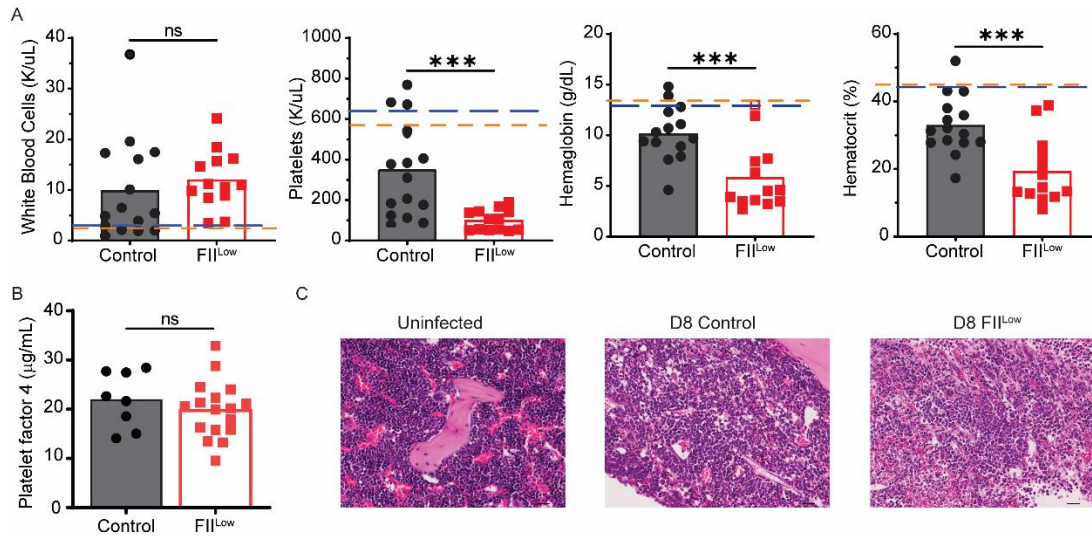 A
White Blood Cells (K/uL)
40
30
20
10
0
ns
Control
FII^Low
Platelets (K/uL)
1000
800
600
400
200
0
***
Control
FII^Low
Hemaglobin (g/dL)
20
15
10
5
0
***
Control
FII^Low
Hematocrit (%)
60
40
20
0
***
Control
FII^Low
B
Platelet factor 4 (μg/mL)
40
30
20
10
0
ns
Control
FII^Low
C
Uninfected
D8 Control
D8 FII^Low